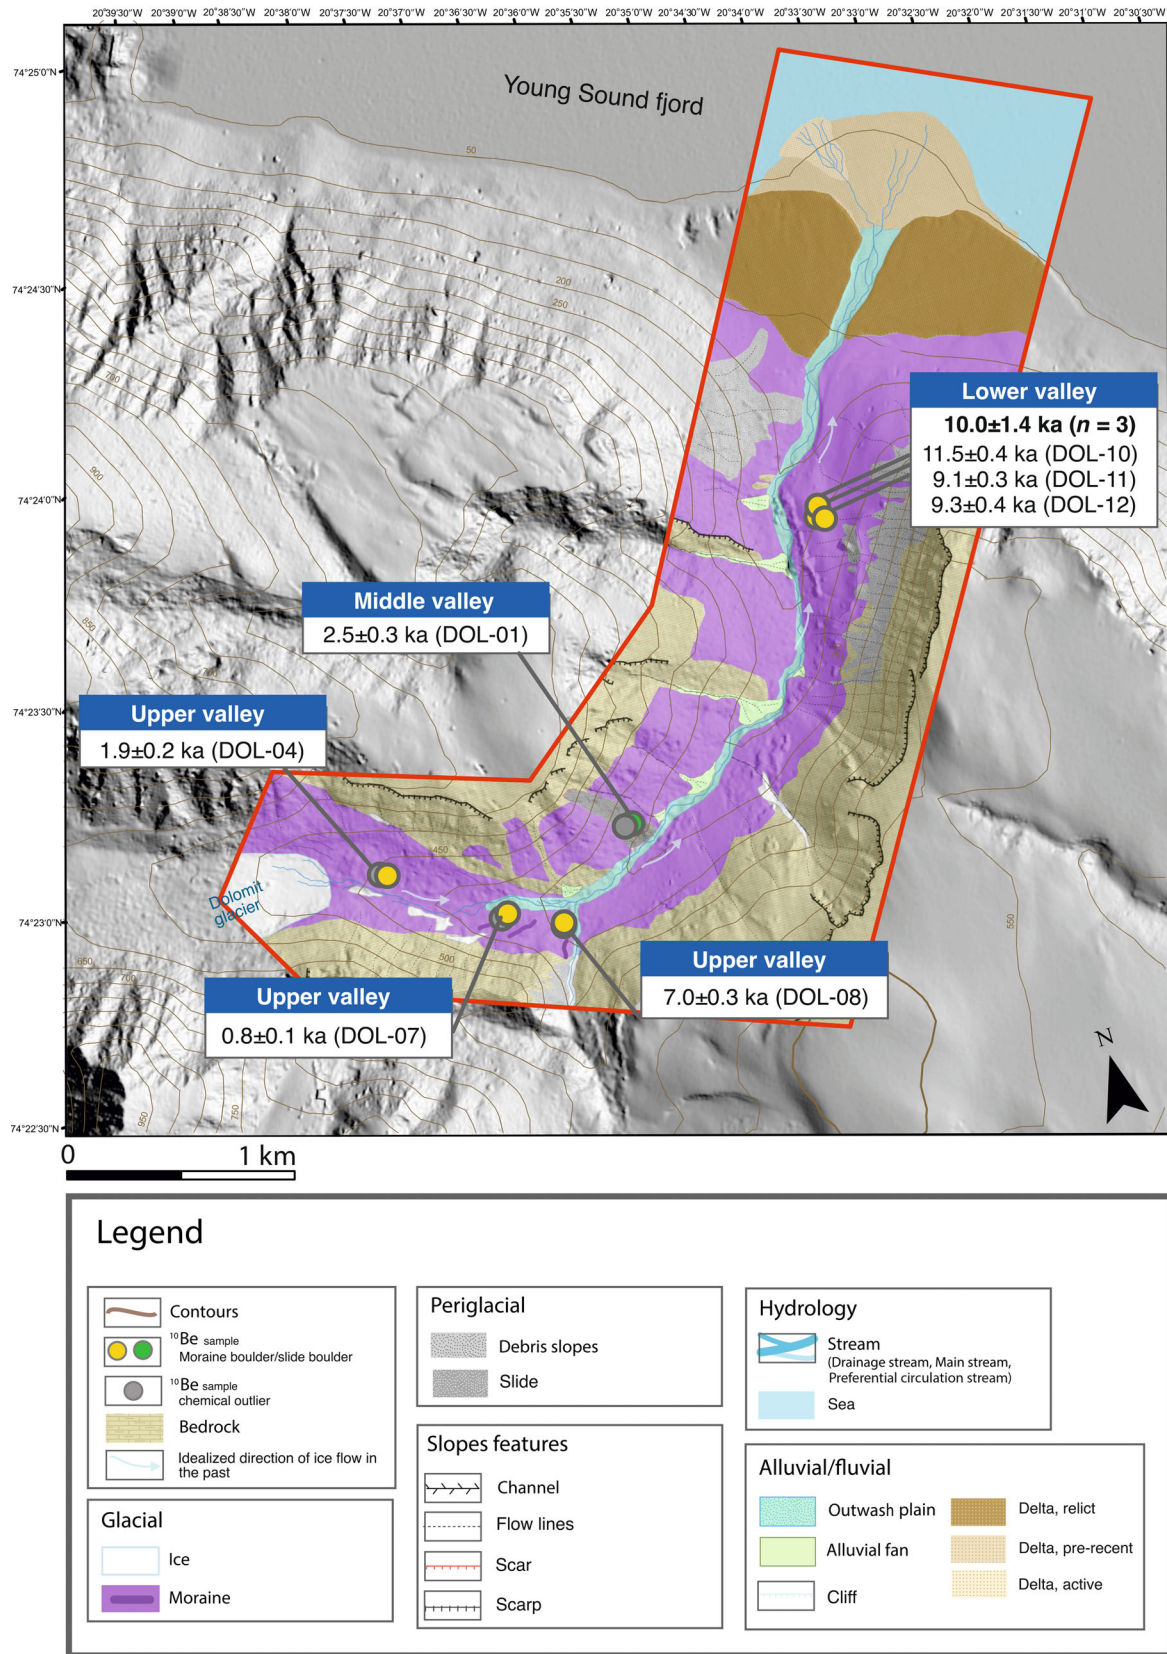 20°39'30"W 20°39'0"W 20°38'30"W 20°38'0"W 20°37'0"W 20°36'30"W 20°36'0"W 20°35'30"W 20°35'0"W 20°34'30"W 20°34'0"W 20°33'30"W 20°33'0"W 20°32'30"W 20°32'0"W 20°31'30"W 20°31'0"W 20°30'30"W
74°25'0"N
Young Sound fjord
50
74°24'30"N
200
250
700
Lower valley
10.0±1.4 ka (n = 3)
11.5±0.4 ka (DOL-10)
9.1±0.3 ka (DOL-11)
9.3±0.4 ka (DOL-12)
900
74°24'0"N
Middle valley
2.5±0.3 ka (DOL-01)
850
74°23'30"N
Upper valley
1.9±0.2 ka (DOL-04)
450
Dolomit
glacier
74°23'0"N
550
500
650
700
Upper valley
7.0±0.3 ka (DOL-08)
Upper valley
0.8±0.1 ka (DOL-07)
N
950
750
74°22'30"N
0 1 km
Legend
Contours
10Be sample
Moraine boulder/slide boulder
10Be sample
chemical outlier
Bedrock
Idealized direction of ice flow in
the past
Glacial
Ice
Moraine
Periglacial
Debris slopes
Slide
Slopes features
Channel
Flow lines
Scar
Scarp
Hydrology
Stream
(Drainage stream, Main stream,
Preferential circulation stream)
Sea
Alluvial/fluvial
Outwash plain
Alluvial fan
Cliff
Delta, relict
Delta, pre-recent
Delta, active